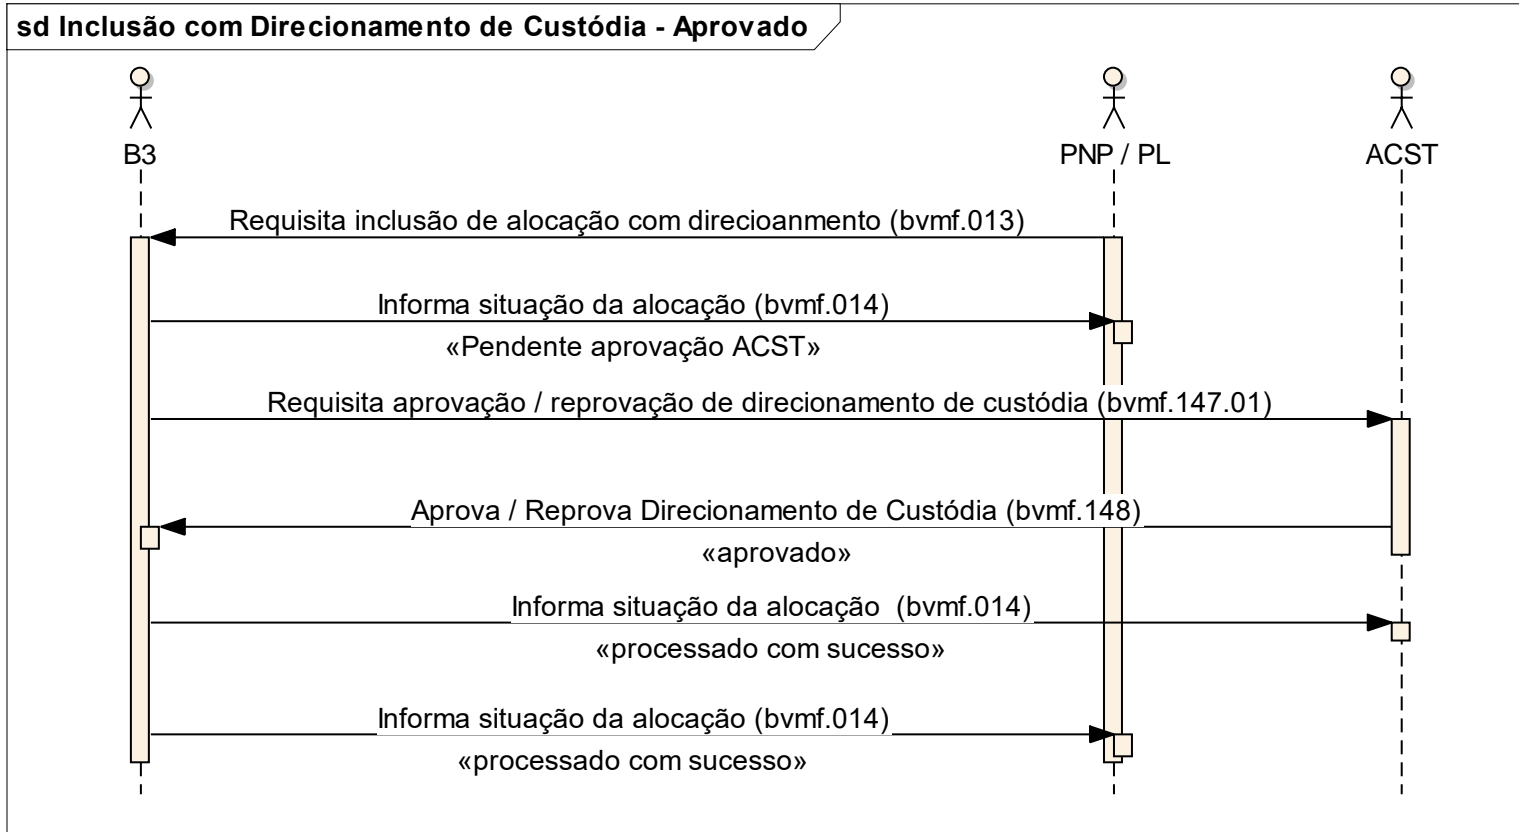 sd Inclusão com Direcionamento de Custódia - Aprovado
B3
PNP / PL
ACST
Requisita inclusão de alocação com direcioanmento (bvmf.013)
Informa situação da alocação (bvmf.014)
«Pendente aprovação ACST»
Requisita aprovação / reprovação de direcionamento de custódia (bvmf.147.01)
Aprova / Reprova Direcionamento de Custódia (bvmf.148)
«aprovado»
Informa situação da alocação  (bvmf.014)
«processado com sucesso»
Informa situação da alocação (bvmf.014)
«processado com sucesso»